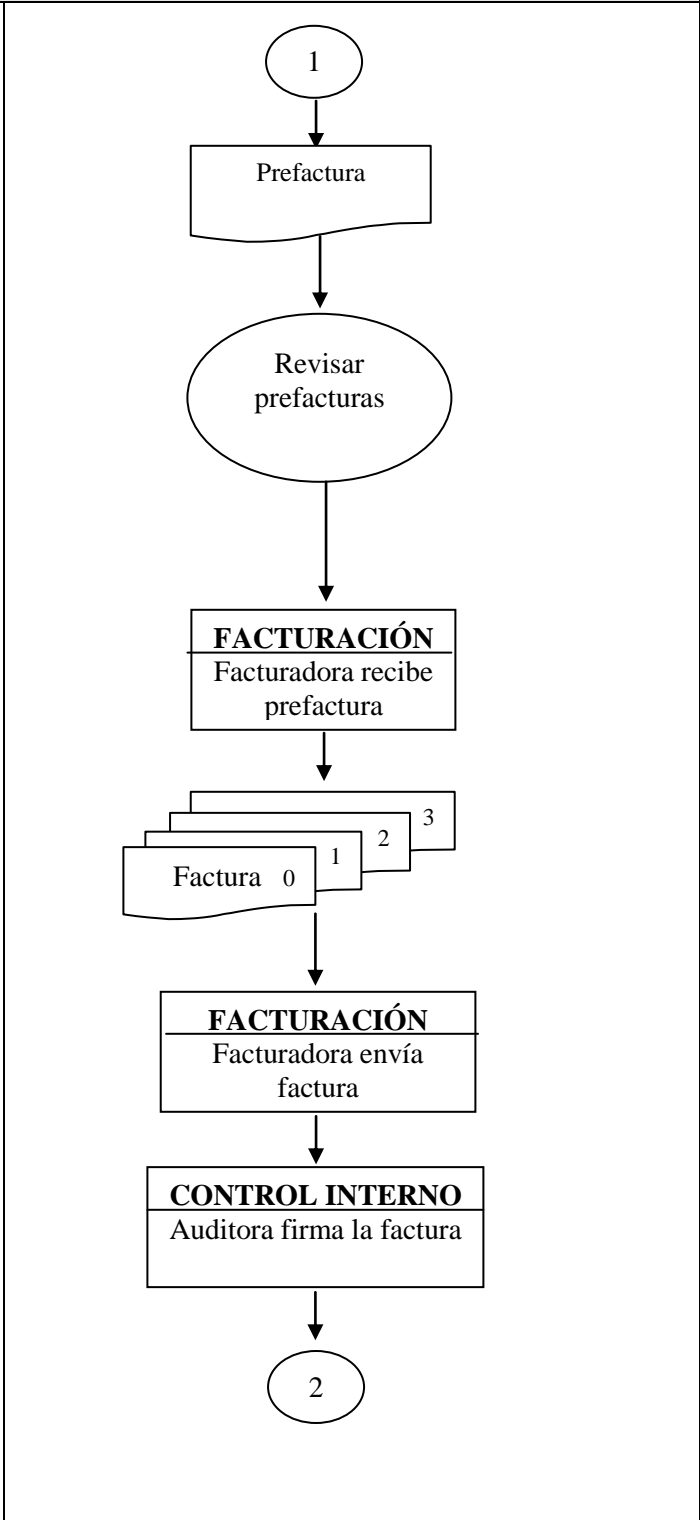 1
Prefactura
Revisar
prefacturas
FACTURACIÓN
Facturadora recibe
prefactura
3
2
1
Factura 0
FACTURACIÓN
Facturadora envía
factura
CONTROL INTERNO
Auditora firma la factura
2